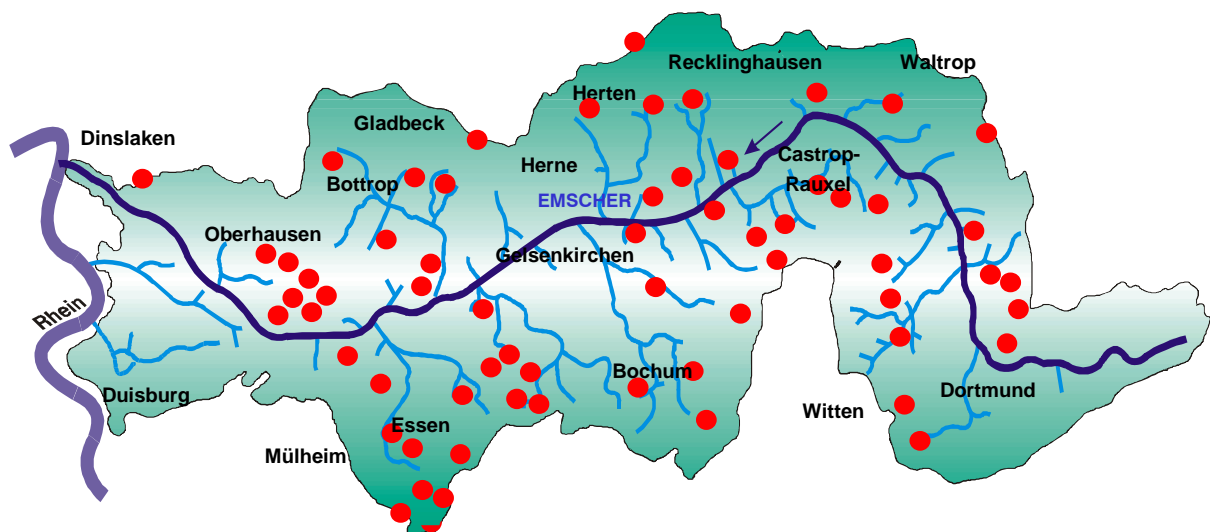 Recklinghausen
Waltrop
Herten
Gladbeck
Dinslaken
Herne
Castrop-
Rauxel
Bottrop
EMSCHER
Oberhausen
Gelsenkirchen
Rhein
Bochum
Duisburg
Dortmund
Witten
Essen
Mülheim